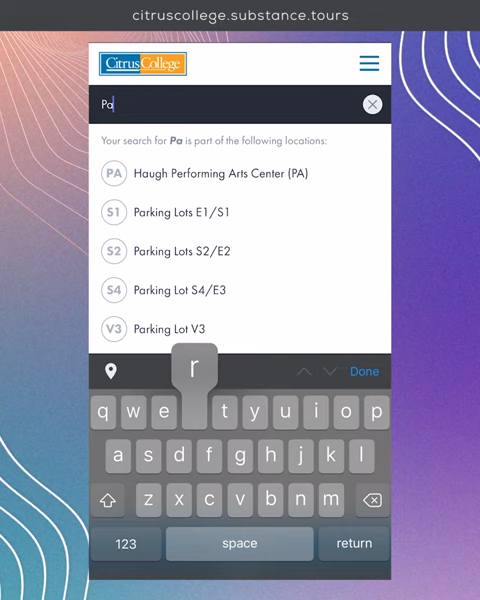 citruscollege.substance.tours
CitrusCollege
Pa
Your search for Pa is part of the following locations:
PA Haugh Performing Arts Center (PA)
S1 Parking Lots E1/S1
S2 Parking Lots S2/E2
S4 Parking Lot S4/E3
V3 Parking Lot V3
Done
q w e r t y u i o p
a s d f g h j k l
z x c v b n m
123 space return